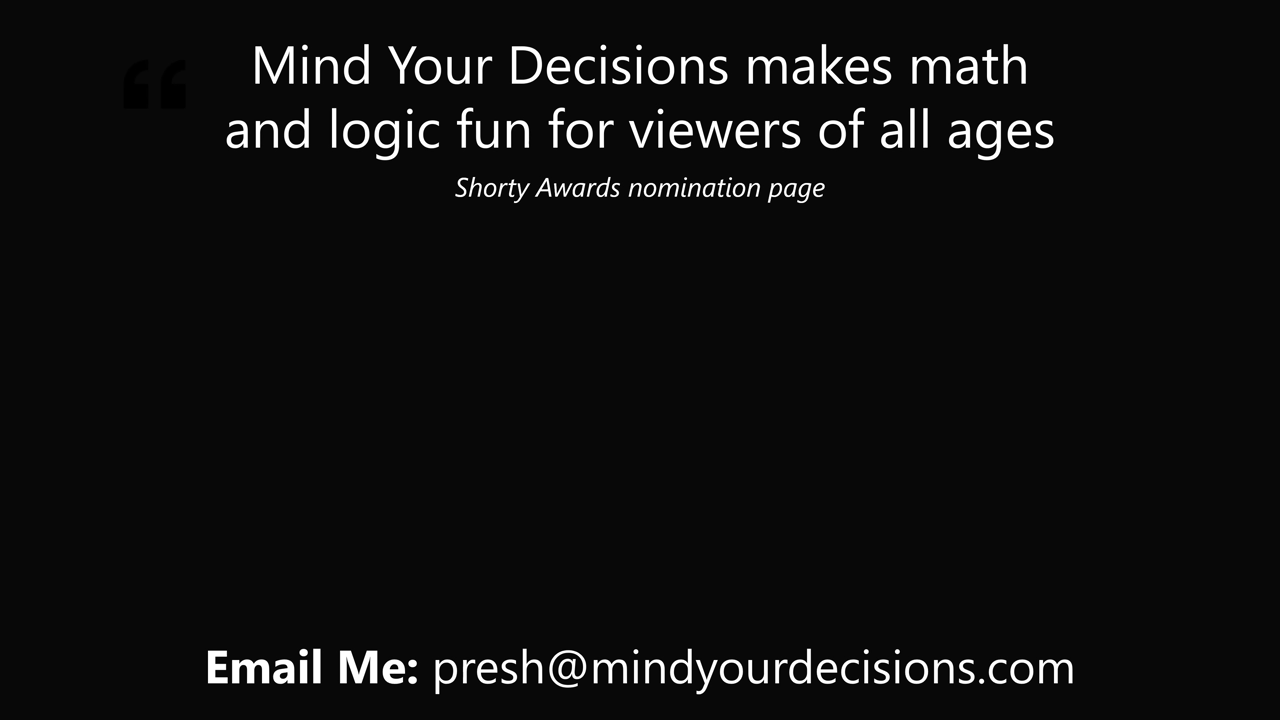 “
Mind Your Decisions makes math
and logic fun for viewers of all ages
Shorty Awards nomination page
Email Me: presh@mindyourdecisions.com